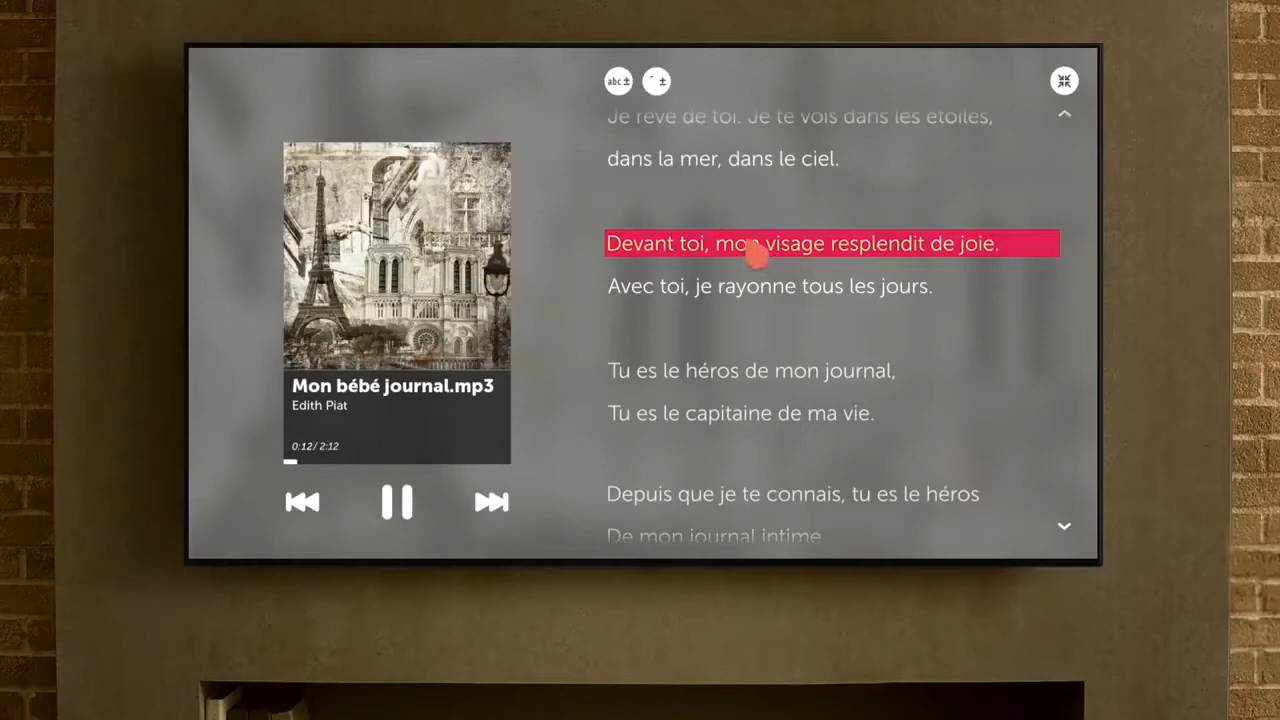 abc ±
- ±
Je rêve de toi. Je te vois dans les étoiles,
dans la mer, dans le ciel.
Devant toi, mon visage resplendit de joie.
Avec toi, je rayonne tous les jours.
Tu es le héros de mon journal,
Tu es le capitaine de ma vie.
Depuis que je te connais, tu es le héros
De mon journal intime
Mon bébé journal.mp3
Edith Piat
0:12/ 2:12